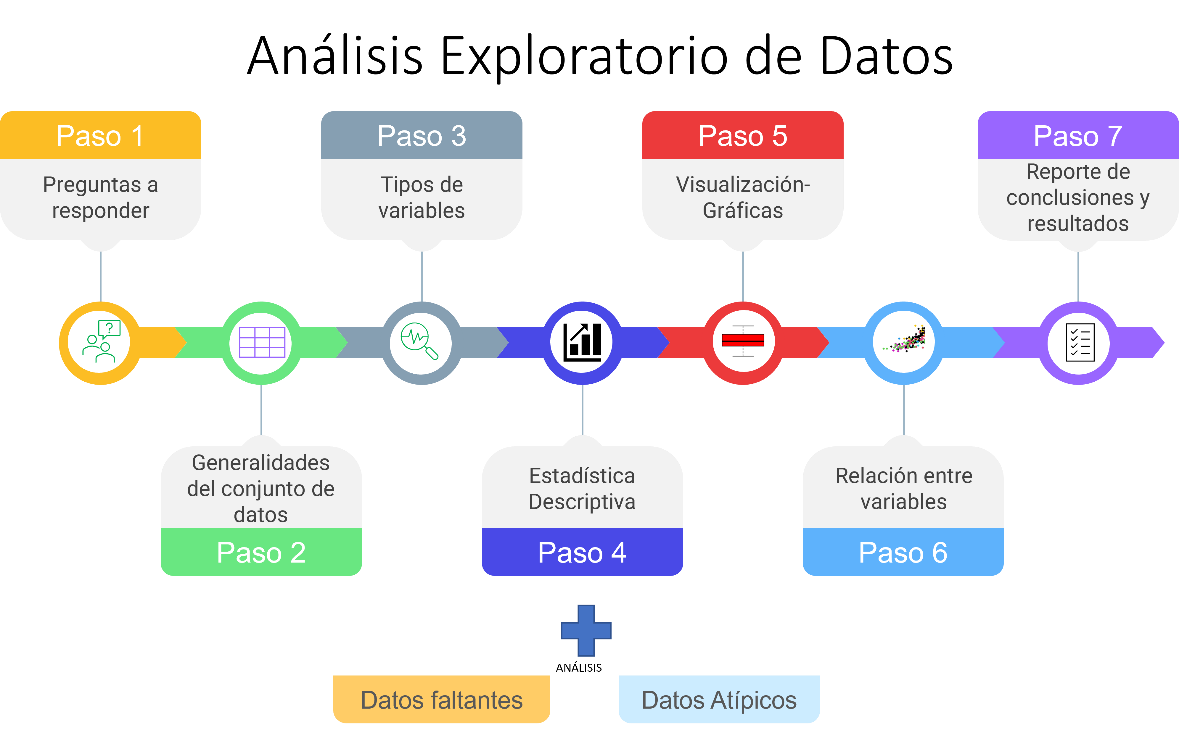 Análisis Exploratorio de Datos
Paso 1
Preguntas a
responder
Paso 3
Tipos de
variables
Paso 5
Visualización-
Gráficas
Paso 7
Reporte de
conclusiones y
resultados
?
Generalidades
del conjunto de
datos
Paso 2
Estadística
Descriptiva
Paso 4
Relación entre
variables
Paso 6
ANÁLISIS
Datos faltantes
Datos Atípicos